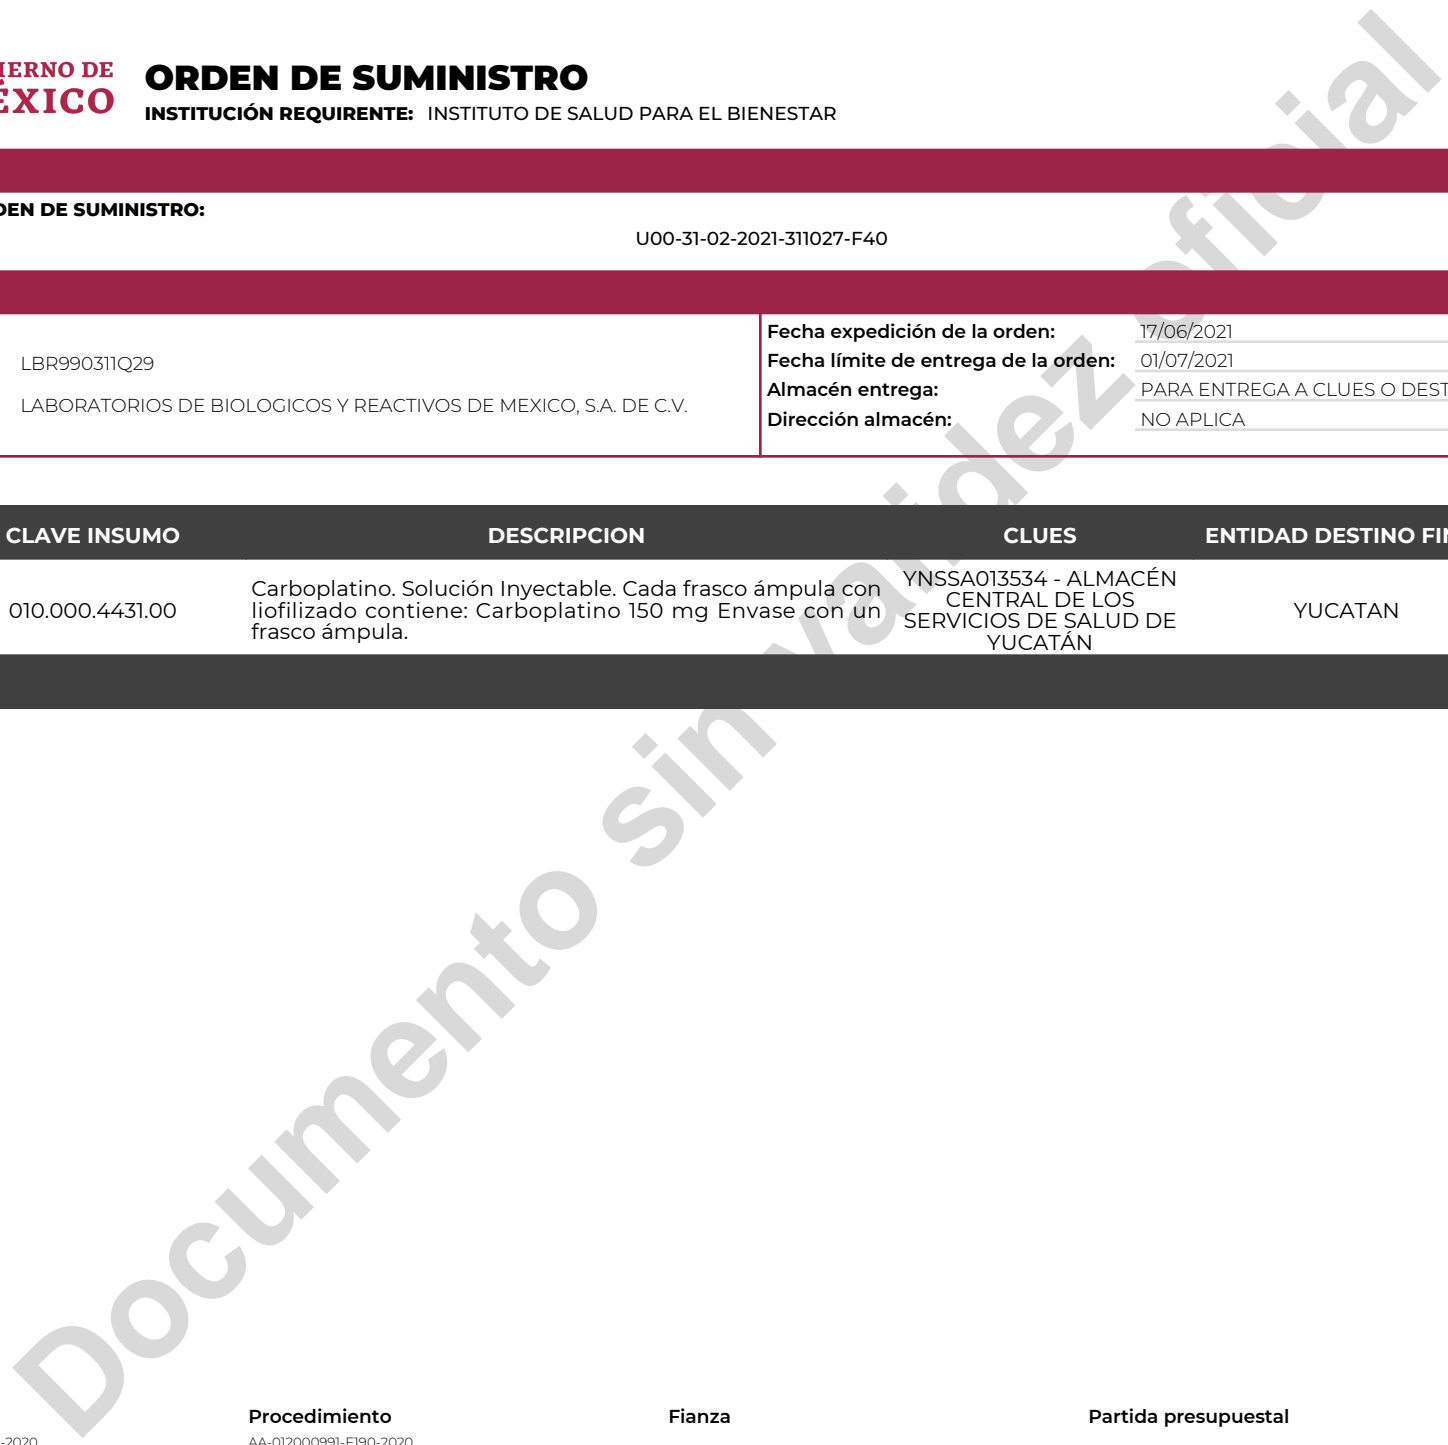 IERNO DE
ÉXICO
ORDEN DE SUMINISTRO
INSTITUCIÓN REQUIRENTE: INSTITUTO DE SALUD PARA EL BIENESTAR
DEN DE SUMINISTRO:
U00-31-02-2021-311027-F40
LBR990311Q29
LABORATORIOS DE BIOLOGICOS Y REACTIVOS DE MEXICO, S.A. DE C.V.
Fecha expedición de la orden: 17/06/2021
Fecha límite de entrega de la orden: 01/07/2021
Almacén entrega: PARA ENTREGA A CLUES O DEST
Dirección almacén: NO APLICA
CLAVE INSUMO DESCRIPCION CLUES ENTIDAD DESTINO FIN
010.000.4431.00
Carboplatino. Solución Inyectable. Cada frasco ámpula con
liofilizado contiene: Carboplatino 150 mg Envase con un
frasco ámpula.
YNSSA013534 - ALMACÉN
CENTRAL DE LOS
SERVICIOS DE SALUD DE
YUCATÁN
YUCATAN
Documento sin validez oficial
Procedimiento Fianza Partida presupuestal
-2020 AA-012000991-E190-2020